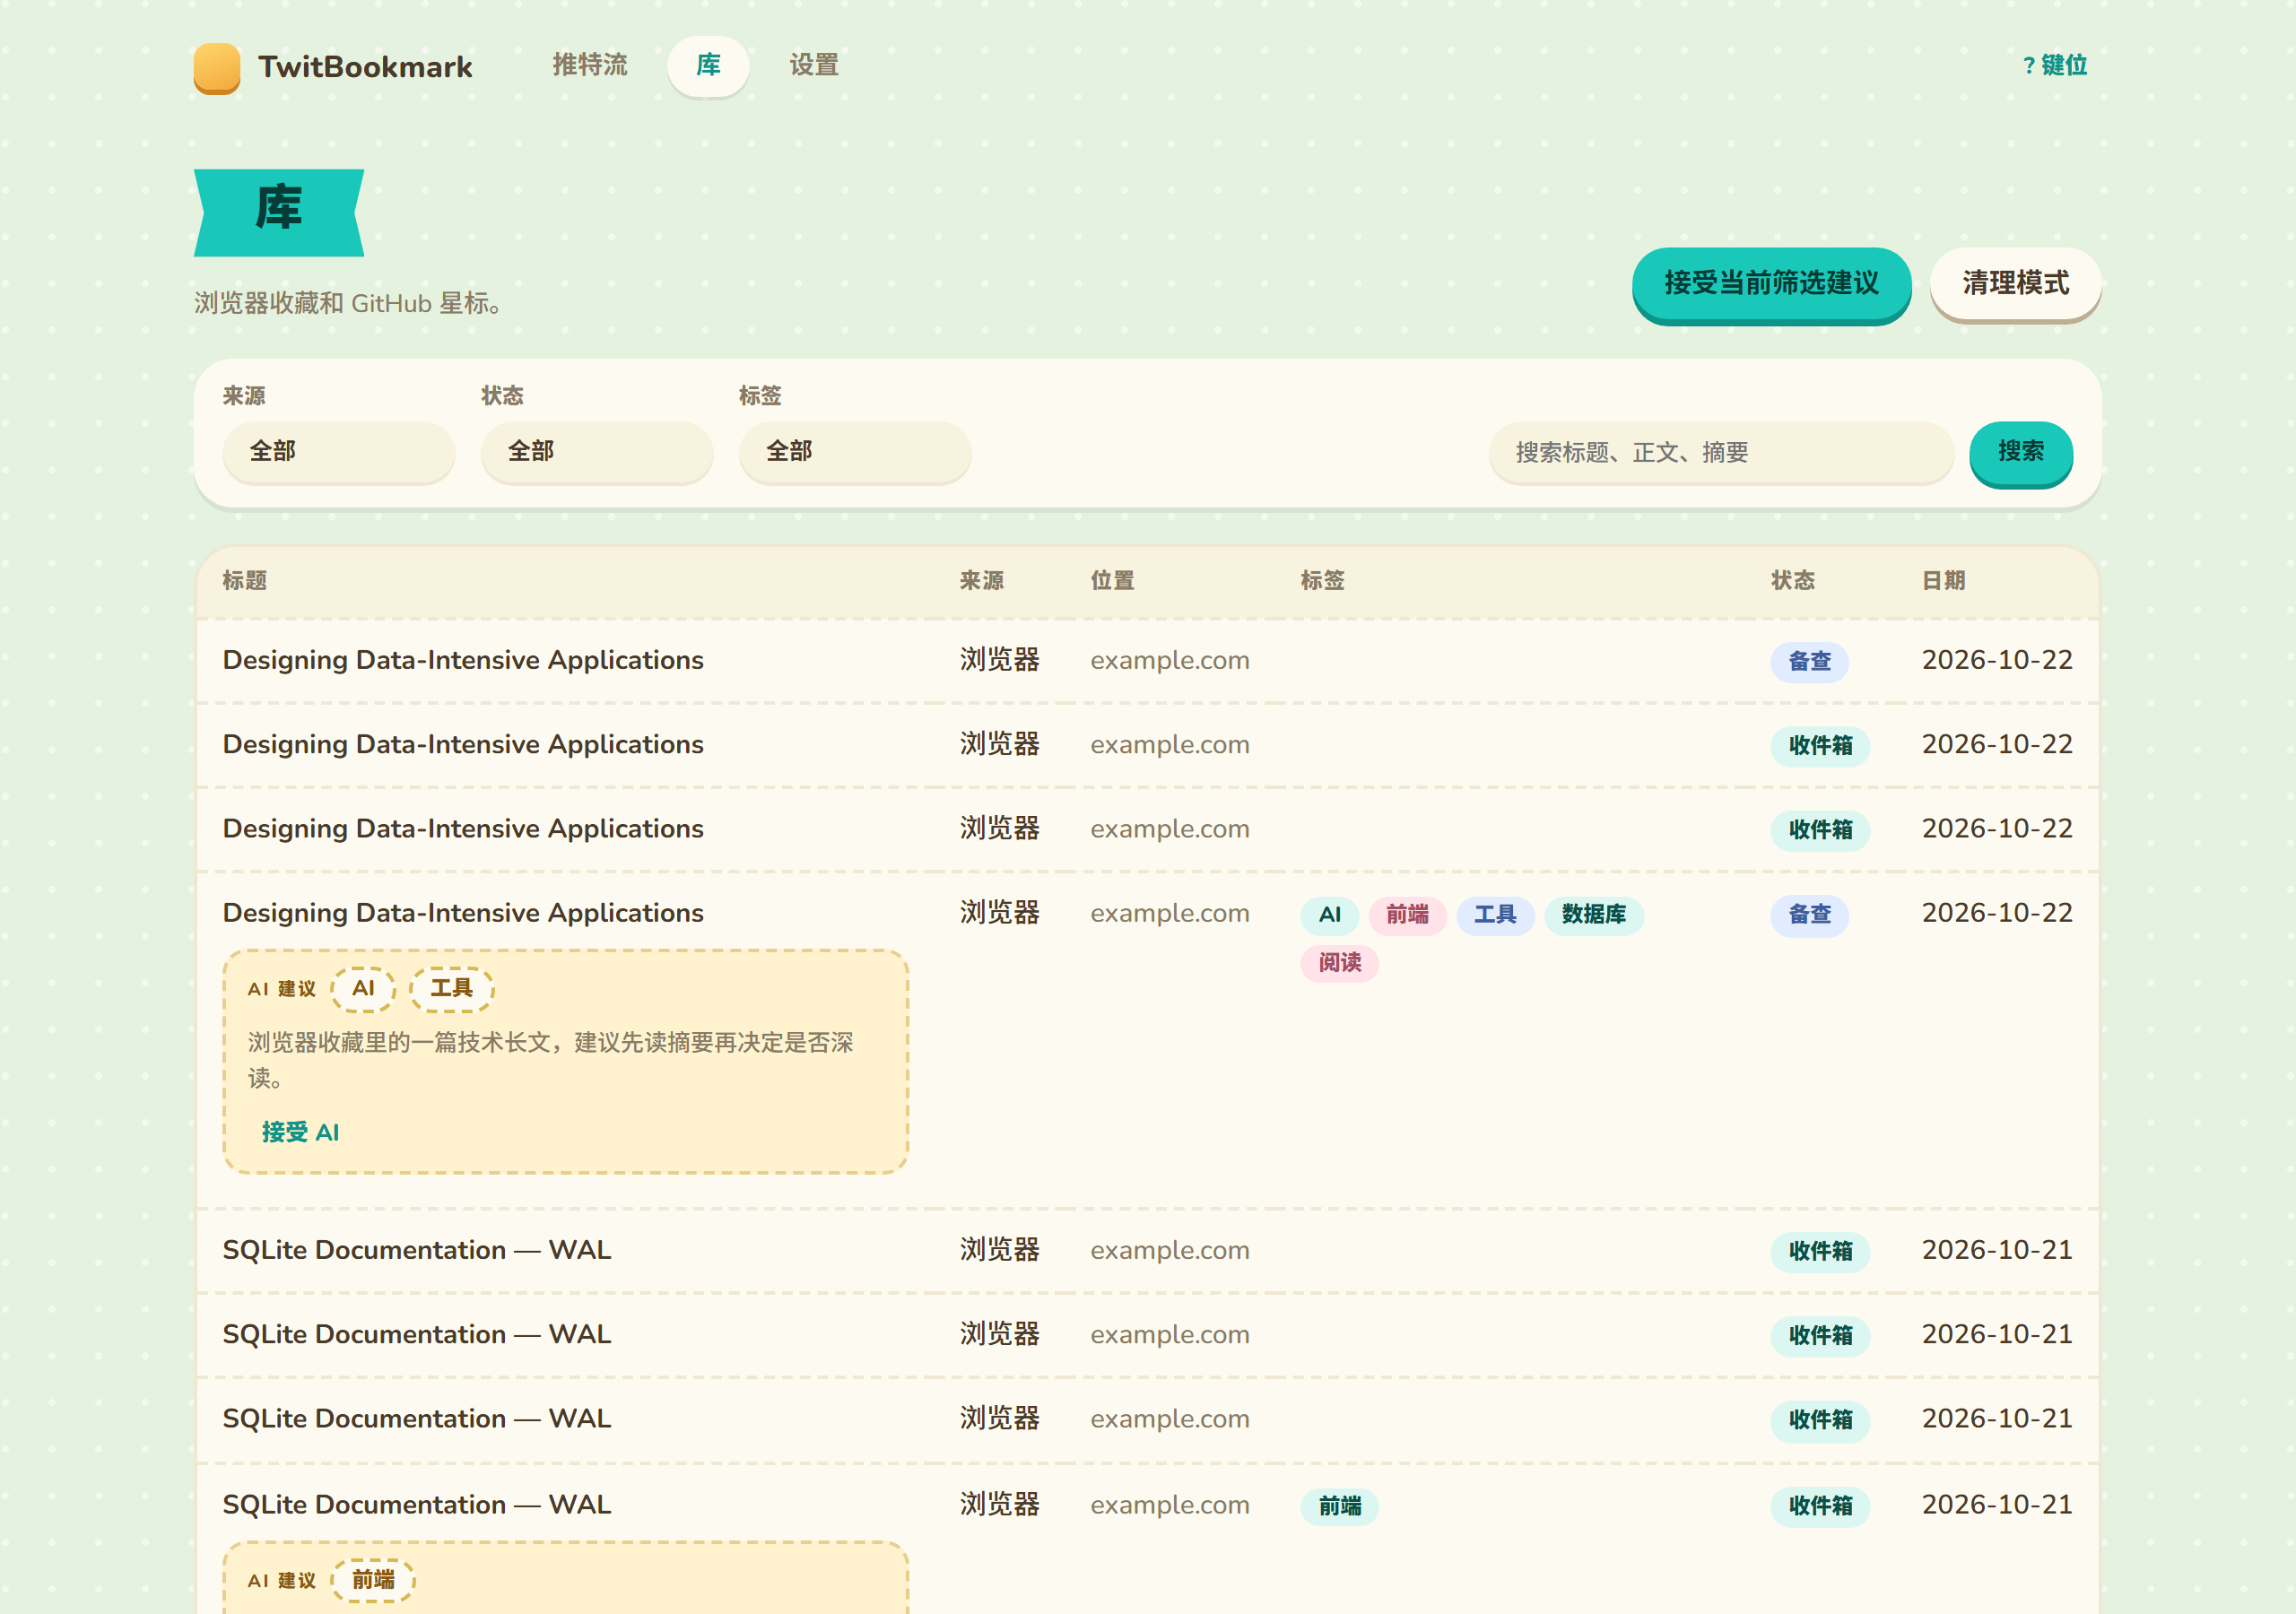 TwitBookmark 推特流 库 设置 ? 键位
库
浏览器收藏和 GitHub 星标。
接受当前筛选建议 清理模式
来源 状态 标签
全部 全部 全部 搜索标题、正文、摘要 搜索
标题 来源 位置 标签 状态 日期
Designing Data-Intensive Applications 浏览器 example.com 备查 2026-10-22
Designing Data-Intensive Applications 浏览器 example.com 收件箱 2026-10-22
Designing Data-Intensive Applications 浏览器 example.com 收件箱 2026-10-22
Designing Data-Intensive Applications 浏览器 example.com AI 前端 工具 数据库 备查 2026-10-22
阅读
AI 建议 AI 工具
浏览器收藏里的一篇技术长文，建议先读摘要再决定是否深
读。
接受 AI
SQLite Documentation — WAL 浏览器 example.com 收件箱 2026-10-21
SQLite Documentation — WAL 浏览器 example.com 收件箱 2026-10-21
SQLite Documentation — WAL 浏览器 example.com 收件箱 2026-10-21
SQLite Documentation — WAL 浏览器 example.com 前端 收件箱 2026-10-21
AI 建议 前端